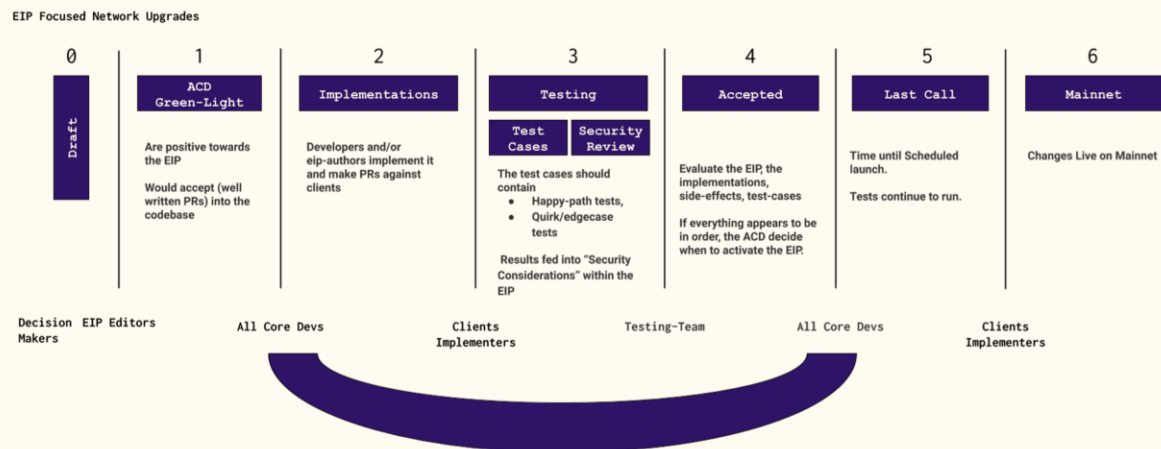 EIP Focused Network Upgrades
0
Draft
1
ACD
Green-Light
Are positive towards
the EIP
Would accept (well
written PRs) into the
codebase
2
Implementations
Developers and/or
eip-authors implement it
and make PRs against
clients
3
Testing
Test
Cases
Security
Review
The test cases should
contain
● Happy-path tests,
● Quirk/edgecase
tests
Results fed into “Security
Considerations” within the
EIP
4
Accepted
Evaluate the EIP, the
implementations,
side-effects, test-cases
If everything appears to be
in order, the ACD decide
when to activate the EIP.
5
Last Call
Time until Scheduled
launch.
Tests continue to run.
6
Mainnet
Changes Live on Mainnet
Decision
Makers
EIP Editors
All Core Devs
Clients
Implementers
Testing-Team
All Core Devs
Clients
Implementers